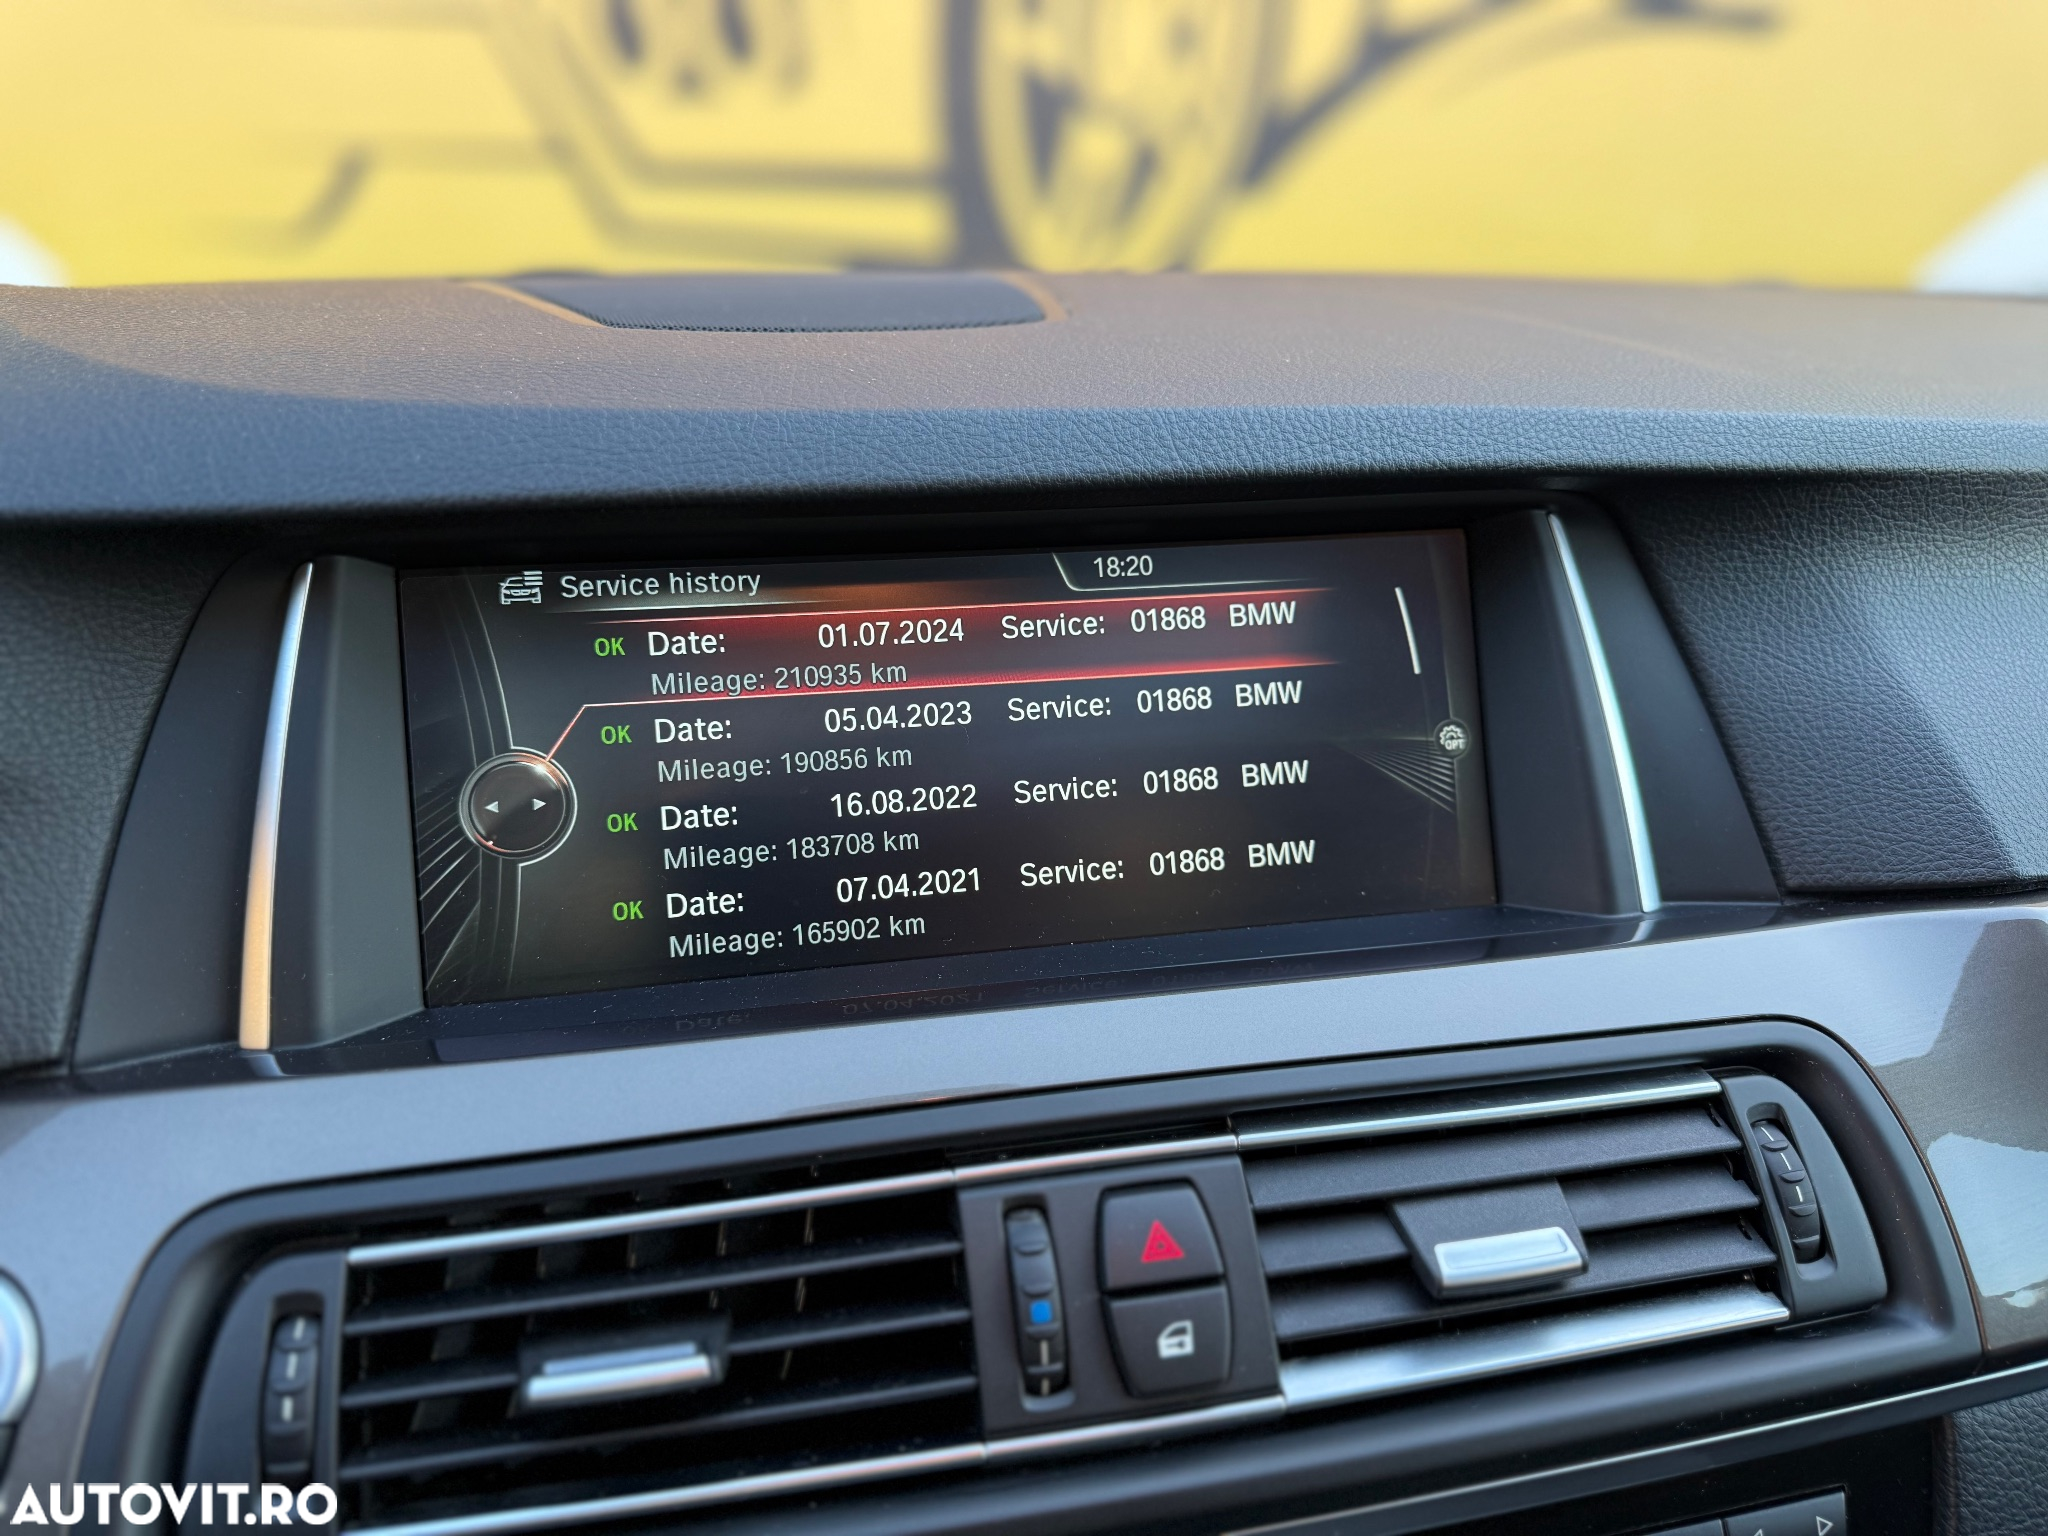 Service history
18:20
OK Date: 01.07.2024 Service: 01868 BMW
Mileage: 210935 km
OK Date: 05.04.2023 Service: 01868 BMW
Mileage: 190856 km
OK Date: 16.08.2022 Service: 01868 BMW
Mileage: 183708 km
OK Date: 07.04.2021 Service: 01868 BMW
Mileage: 165902 km
OPT
AUTOVIT.RO